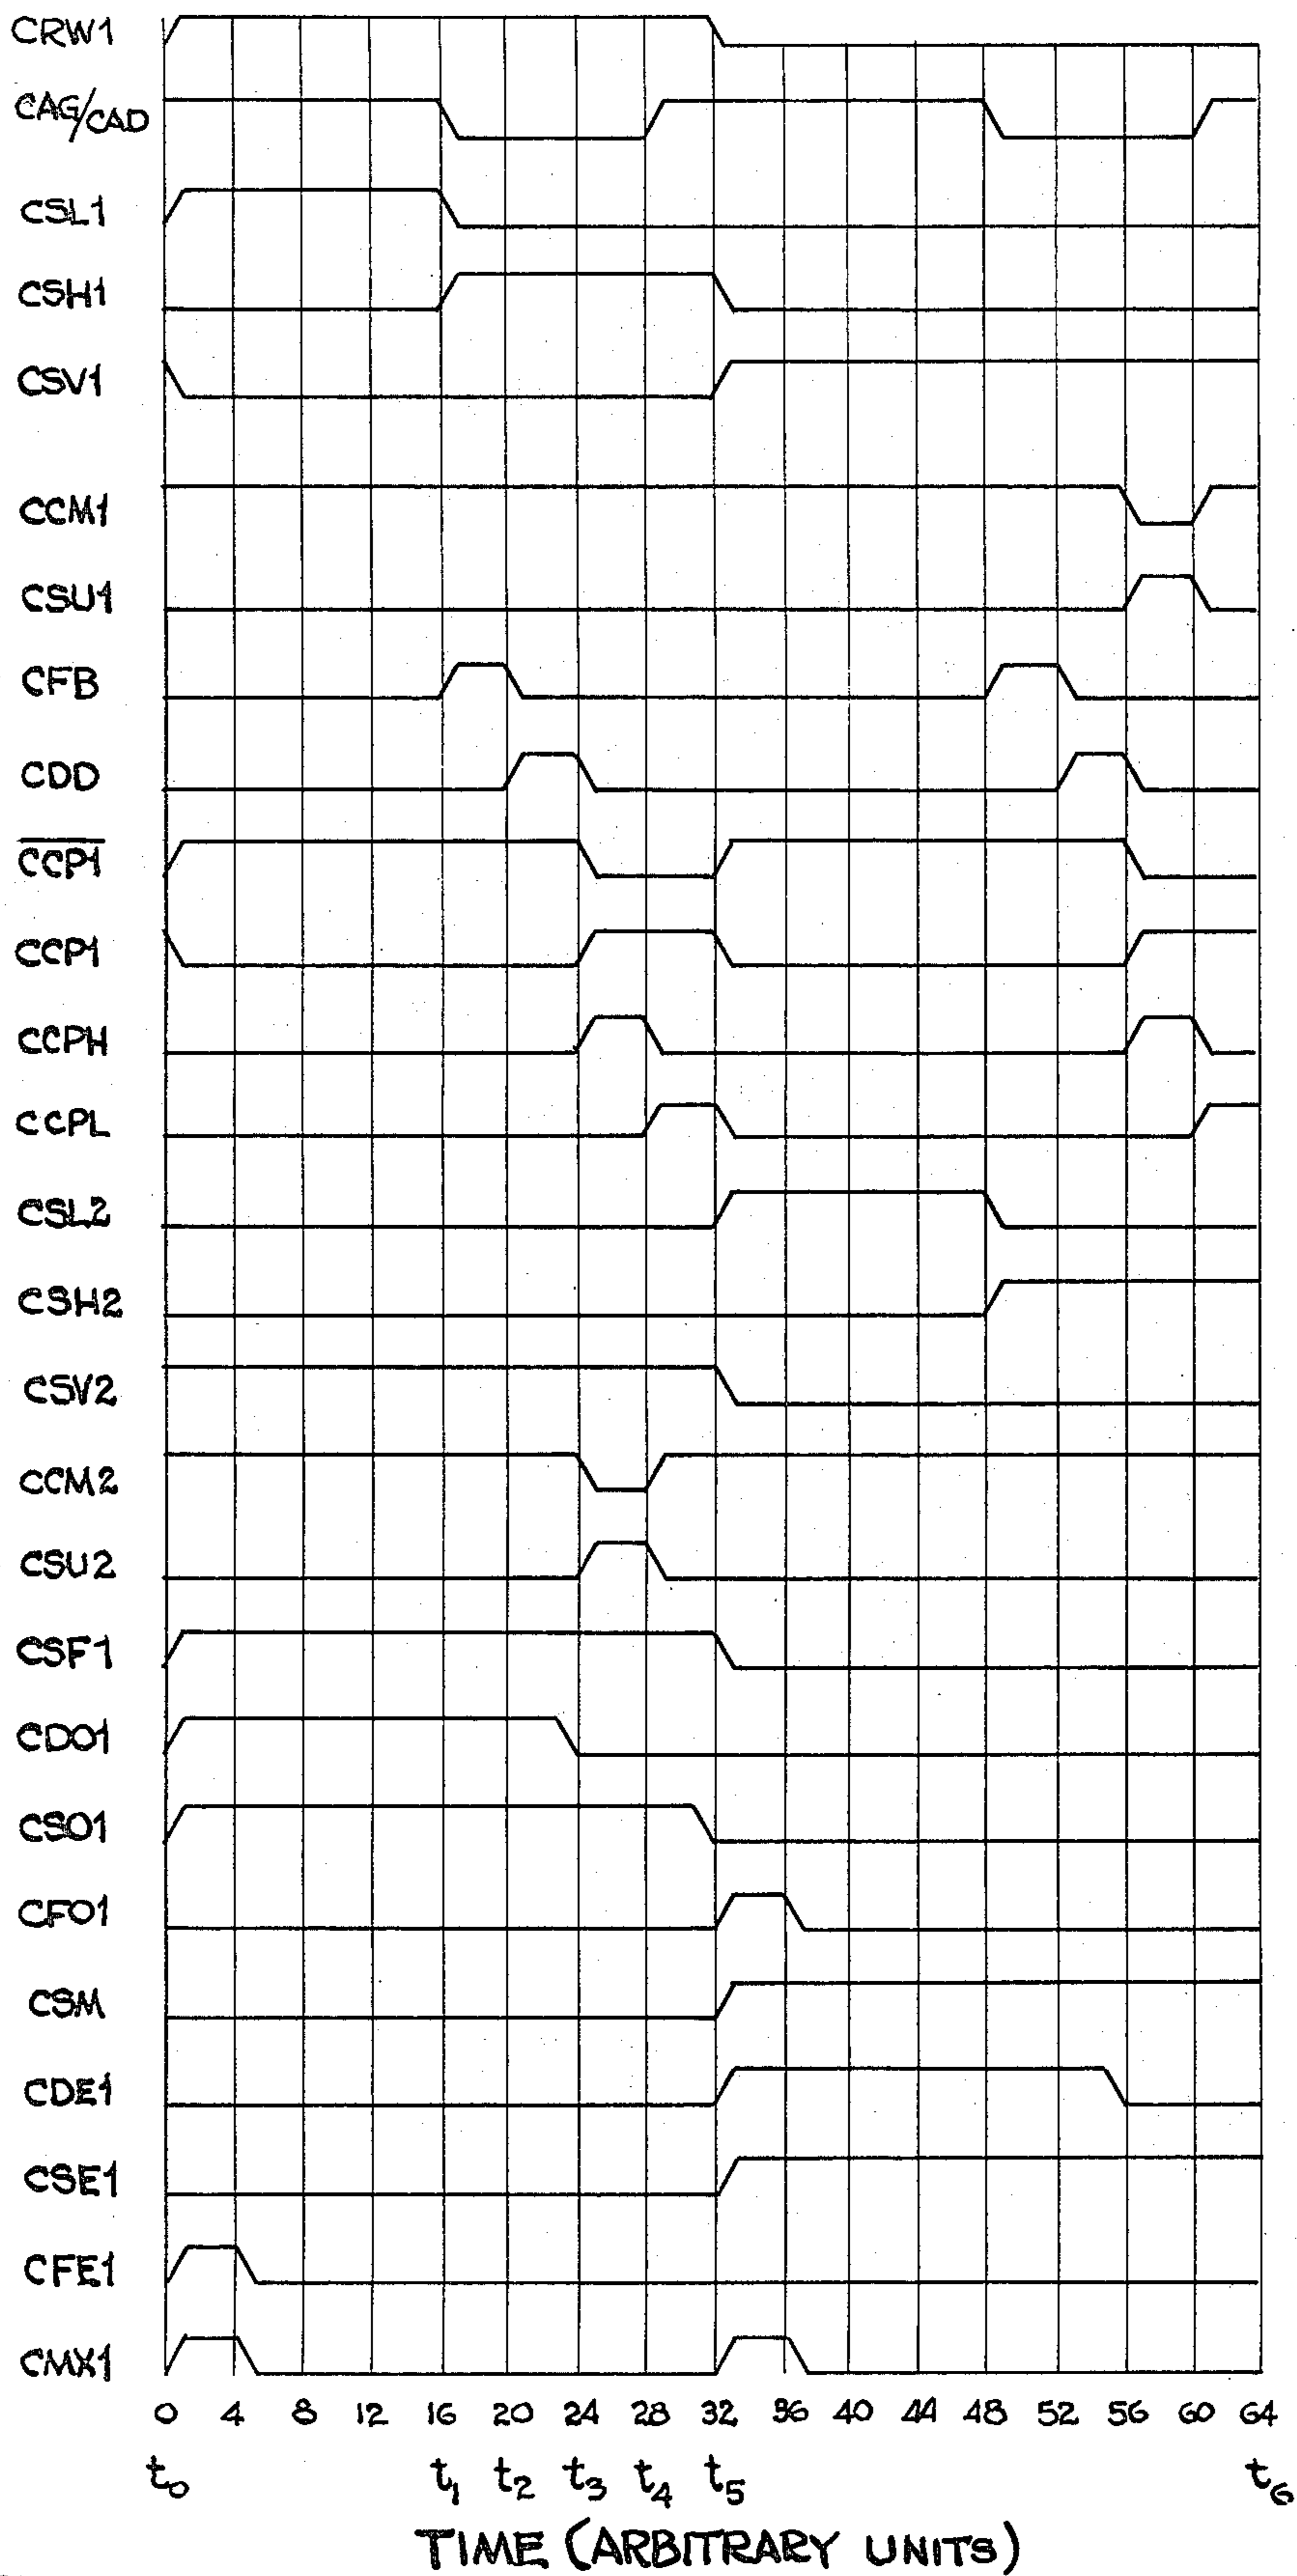 CRW1
CAG/CAD
CSL1
CSH1
CSV1
CCM1
CSU1
CFB
CDD
C̅C̅P̅1̅
CCP1
CCPH
CCPL
CSL2
CSH2
CSV2
CCM2
CSU2
CSF1
CDO1
CSO1
CFO1
CSM
CDE1
CSE1
CFE1
CMX1
0 4 8 12 16 20 24 28 32 36 40 44 48 52 56 60 64
t₀ t₁ t₂ t₃ t₄ t₅ t₆
TIME (ARBITRARY UNITS)